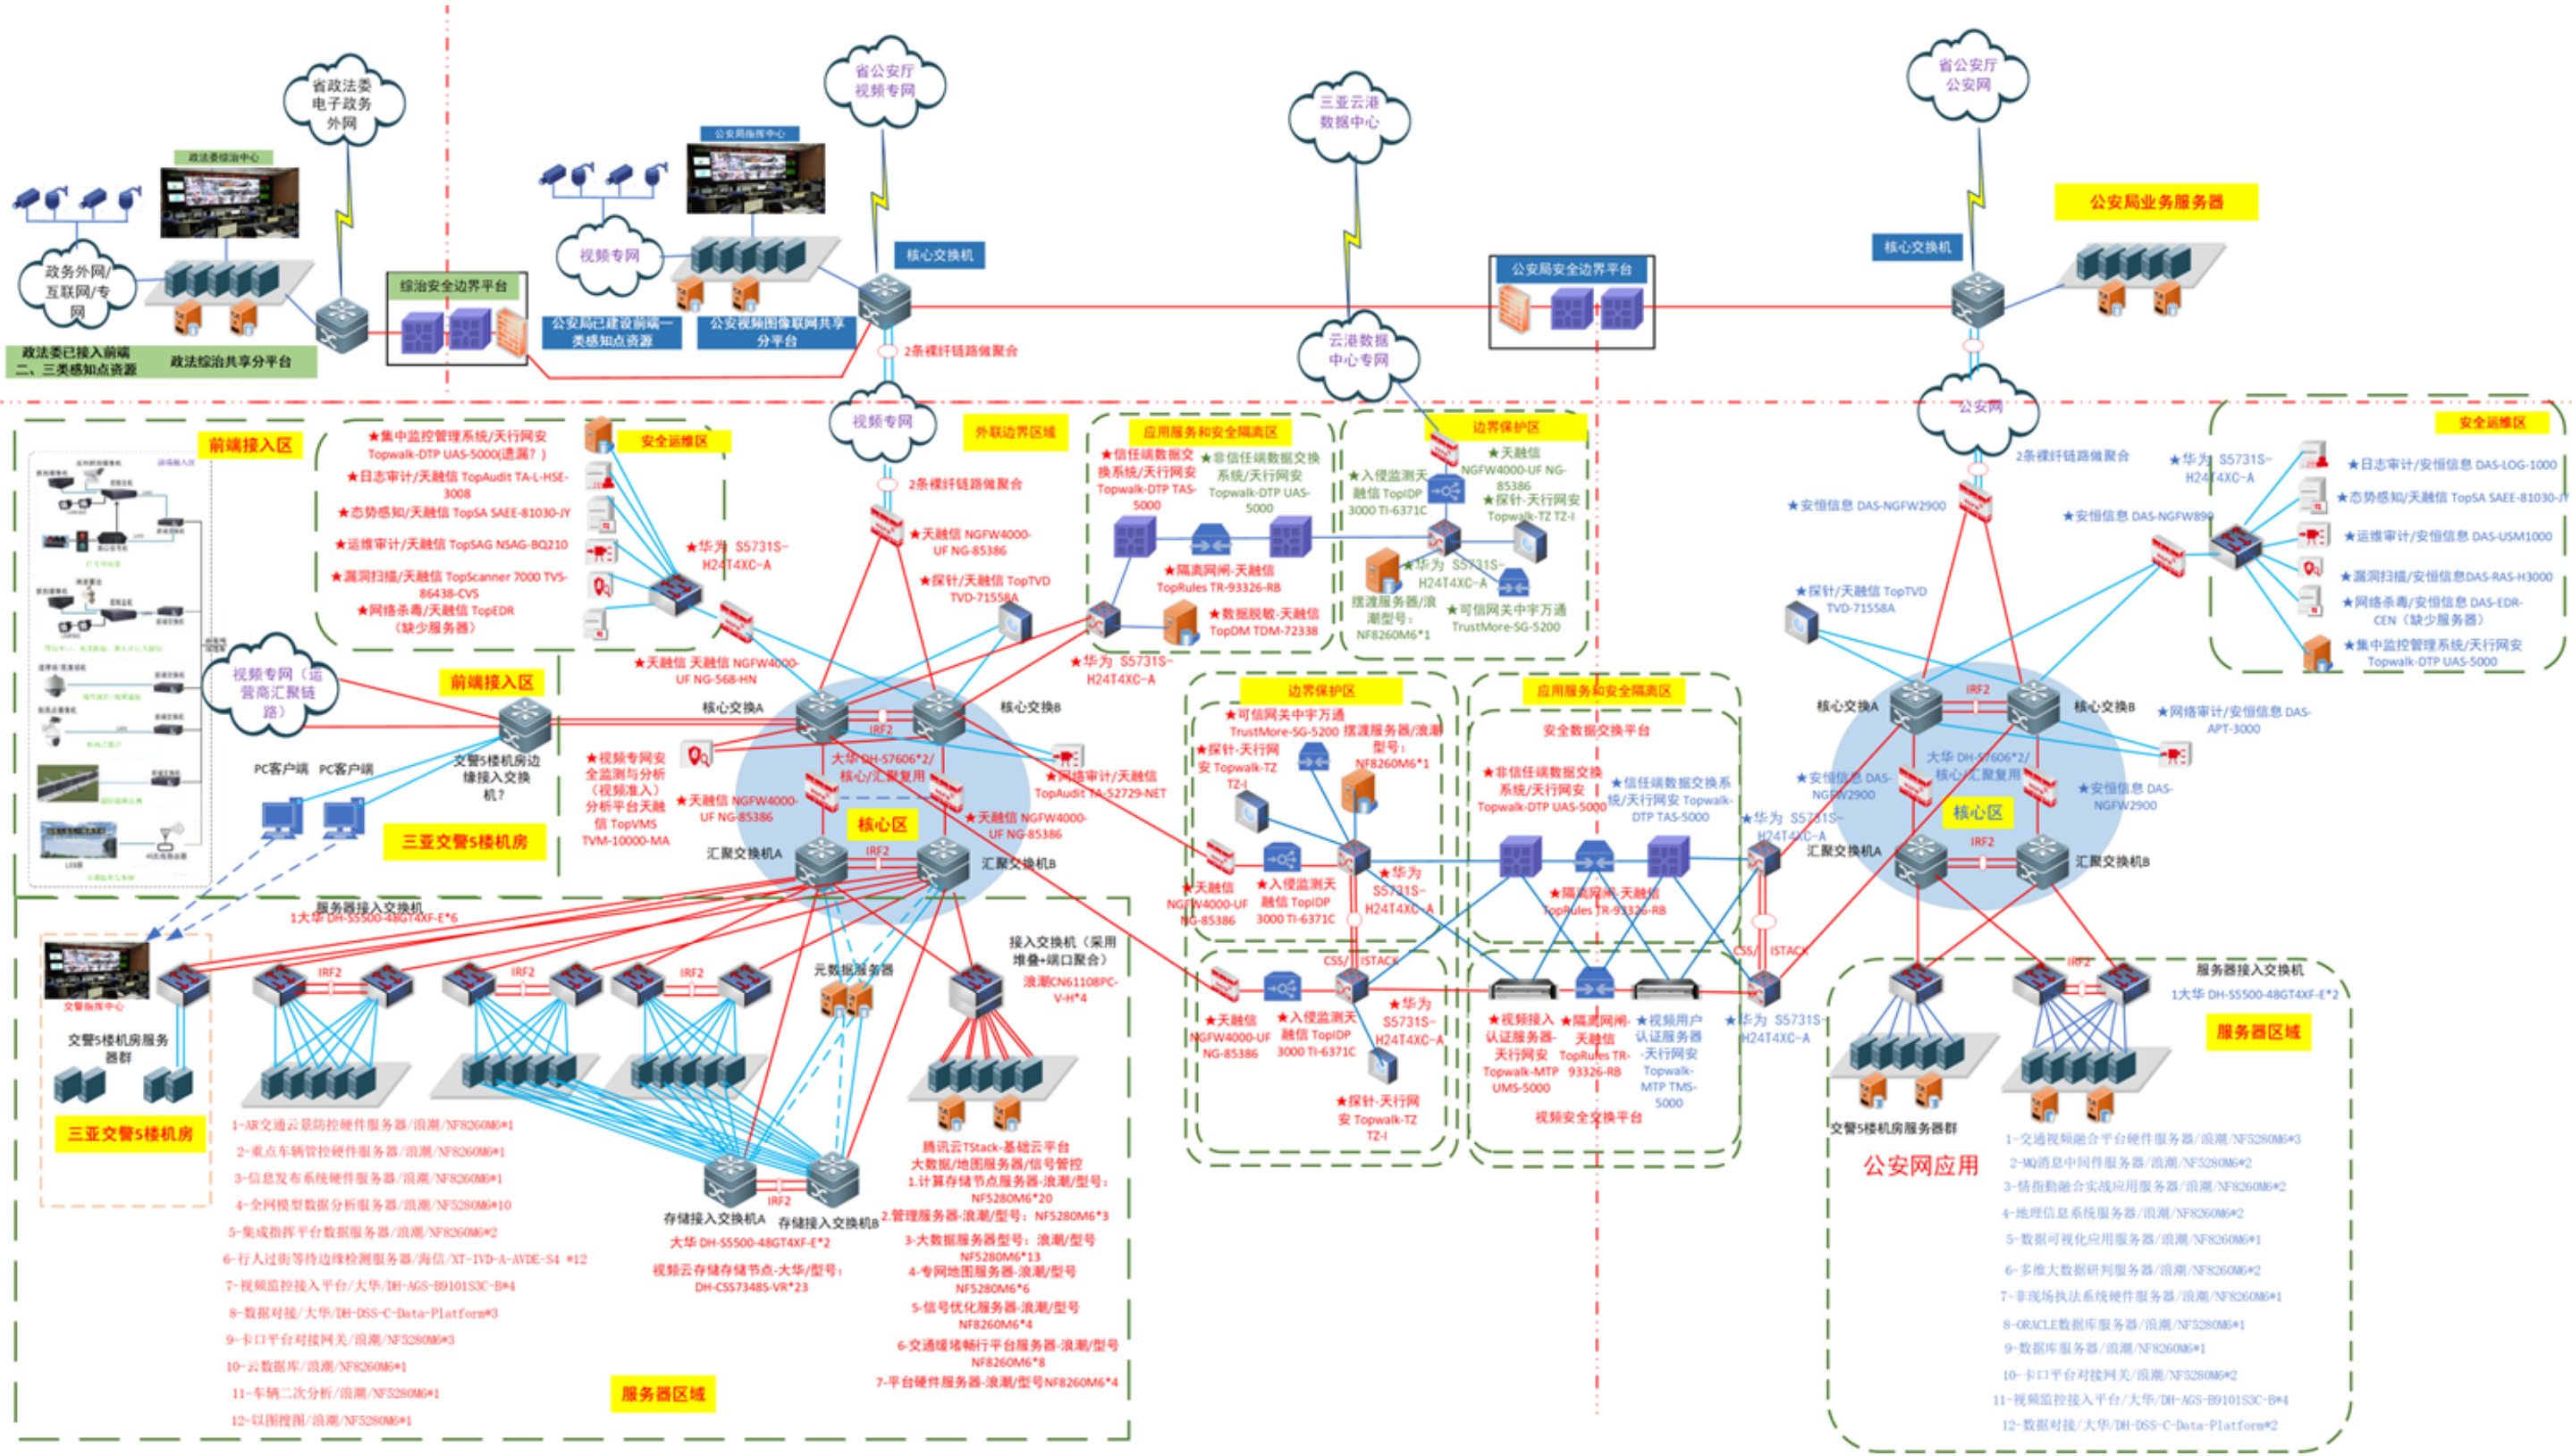 省政法委
电子政务
外网
政法委综治中心
政务外网/
互联网/专
网
政法委已接入前端
二、三类感知点资源
政法综治共享分平台
综治安全边界平台
公安局指挥中心
视频专网
公安局已建设前端一
类感知点资源
公安视频图像联网共享
分平台
省公安厅
视频专网
核心交换机
2条裸纤链路做聚合
视频专网
三亚云港
数据中心
云港数据
中心专网
公安局安全边界平台
省公安厅
公安网
核心交换机
公安局业务服务器
公安网
2条裸纤链路做聚合
前端接入区
★集中监控管理系统/天行网安
Topwalk-DTP UAS-5000(遗漏？)
★日志审计/天融信 TopAudit TA-L-HSE-
3008
★态势感知/天融信 TopSA SAEE-81030-JY
★运维审计/天融信 TopSAG NSAG-BQ210
★漏洞扫描/天融信 TopScanner 7000 TVS-
86438-CVS
★网络杀毒/天融信 TopEDR
（缺少服务器）
安全运维区
★华为 S5731S-
H24T4XC-A
★天融信 天融信 NGFW4000-
UF NG-568-HN
外联边界区域
2条裸纤链路做聚合
★天融信 NGFW4000-
UF NG-85386
★探针/天融信 TopTVD
TVD-71558A
★华为 S5731S-
H24T4XC-A
应用服务和安全隔离区
★信任端数据交
换系统/天行网安
Topwalk-DTP TAS-
5000
★非信任端数据交换
系统/天行网安
Topwalk-DTP UAS-
5000
★隔离网闸-天融信
TopRules TR-93326-RB
★数据脱敏-天融信
TopDM TDM-72338
边界保护区
★天融信
NGFW4000-UF NG-
85386
★入侵监测天
融信 TopIDP
3000 TI-6371C
★探针-天行网安
Topwalk-TZ TZ-I
★华为 S5731S-
H24T4XC-A
摆渡服务器/浪
潮型号：
NF8260M6*1
★可信网关中宇万通
TrustMore-SG-5200
视频专网（运
营商汇聚链
路）
前端接入区
交警5楼机房边
缘接入交换
机?
PC客户端 PC客户端
三亚交警5楼机房
核心交换A
核心交换B
IRF2
大华 DH-S7606*2/
核心/汇聚复用
★视频专网安
全监测与分析
（视频准入）
分析平台天融
信 TopVMS
TVM-10000-MA
★天融信 NGFW4000-
UF NG-85386
★天融信 NGFW4000-
UF NG-85386
★网络审计/天融信
TopAudit TA-52729-NET
核心区
汇聚交换机A
IRF2
汇聚交换机B
边界保护区
★可信网关中宇万通
TrustMore-SG-5200
★探针-天行网
安 Topwalk-TZ
TZ-I
摆渡服务器/浪潮
型号：
NF8260M6*1
★天融信
NGFW4000-UF
NG-85386
★入侵监测天
融信 TopIDP
3000 TI-6371C
★华为
S5731S-
H24T4XC-A
CSS/ ISTACK
★天融信
NGFW4000-UF
NG-85386
★入侵监测天
融信 TopIDP
3000 TI-6371C
★华为
S5731S-
H24T4XC-A
★探针-天行网
安 Topwalk-TZ
TZ-I
应用服务和安全隔离区
安全数据交换平台
★非信任端数据交换
系统/天行网安
Topwalk-DTP UAS-5000
★信任端数据交换系
统/天行网安 Topwalk-
DTP TAS-5000
★隔离网闸-天融信
TopRules TR-93326-RB
★视频接入
认证服务器-
天行网安
Topwalk-MTP
UMS-5000
★隔离网闸-
天融信
TopRules TR-
93326-RB
★视频用户
认证服务器
-天行网安
Topwalk-
MTP TMS-
5000
视频安全交换平台
★华为 S5731S-
H24T4XC-A
CSS/ ISTACK
★华为 S5731S-
H24T4XC-A
★安恒信息 DAS-NGFW2900
★华为 S5731S-
H24T4XC-A
★安恒信息 DAS-NGFW890
★探针/天融信 TopTVD
TVD-71558A
安全运维区
★日志审计/安恒信息 DAS-LOG-1000
★态势感知/天融信 TopSA SAEE-81030-JY
★运维审计/安恒信息 DAS-USM1000
★漏洞扫描/安恒信息DAS-RAS-H3000
★网络杀毒/安恒信息 DAS-EDR-
CEN（缺少服务器）
★集中监控管理系统/天行网安
Topwalk-DTP UAS-5000
核心交换A
IRF2
核心交换B
★网络审计/安恒信息 DAS-
APT-3000
大华 DH-S7606*2/
核心/汇聚复用
★安恒信息 DAS-
NGFW2900
★安恒信息 DAS-
NGFW2900
核心区
汇聚交换机A
IRF2
汇聚交换机B
服务器接入交换机
1大华 DH-S5500-48GT4XF-E*6
交警指挥中心
交警5楼机房服务
器群
三亚交警5楼机房
IRF2
IRF2
IRF2
元数据服务器
接入交换机（采用
堆叠+端口聚合）
浪潮CN61108PC-
V-H*4
1-AR交通云景防控硬件服务器/浪潮/NF8260M6*1
2-重点车辆管控硬件服务器/浪潮/NF8260M6*1
3-信息发布系统硬件服务器/浪潮/NF8260M6*1
4-全网模型数据分析服务器/浪潮/NF5280M6*10
5-集成指挥平台数据服务器/浪潮/NF8260M6*2
6-行人过街等待边缘检测服务器/海信/XT-IVD-A-AVDE-S4 *12
7-视频监控接入平台/大华/DH-AGS-B9101S3C-B*4
8-数据对接/大华/DH-DSS-C-Data-Platform*3
9-卡口平台对接网关/浪潮/NF5280M6*3
10-云数据库/浪潮/NF8260M6*1
11-车辆二次分析/浪潮/NF5280M6*1
12-以图搜图/浪潮/NF5280M6*1
IRF2
存储接入交换机A 存储接入交换机B
大华 DH-S5500-48GT4XF-E*2
视频云存储存储节点-大华/型号：
DH-CSS7348S-VR*23
服务器区域
腾讯云TStack-基础云平台
大数据/地图服务器/信号管控
1.计算存储节点服务器-浪潮/型号：
NF5280M6*20
2.管理服务器-浪潮/型号：NF5280M6*3
3-大数据服务器型号：浪潮/型号
NF5280M6*13
4-专网地图服务器-浪潮/型号
NF5280M6*6
5-信号优化服务器-浪潮/型号
NF8260M6*4
6-交通缓堵畅行平台服务器-浪潮/型号
NF8260M6*8
7-平台硬件服务器-浪潮/型号NF8260M6*4
IRF2
服务器接入交换机
1大华 DH-S5500-48GT4XF-E*2
服务器区域
交警5楼机房服务器群
公安网应用
1-交通视频融合平台硬件服务器/浪潮/NF5280M6*3
2-MQ消息中间件服务器/浪潮/NF5280M6*2
3-情指勤融合实战应用服务器/浪潮/NF8260M6*2
4-地理信息系统服务器/浪潮/NF8260M6*2
5-数据可视化应用服务器/浪潮/NF8260M6*1
6-多维大数据研判服务器/浪潮/NF8260M6*2
7-非现场执法系统硬件服务器/浪潮/NF8260M6*1
8-ORACLE数据库服务器/浪潮/NF5280M6*1
9-数据库服务器/浪潮/NF8260M6*1
10-卡口平台对接网关/浪潮/NF5280M6*2
11-视频监控接入平台/大华/DH-AGS-B9101S3C-B*4
12-数据对接/大华/DH-DSS-C-Data-Platform*2